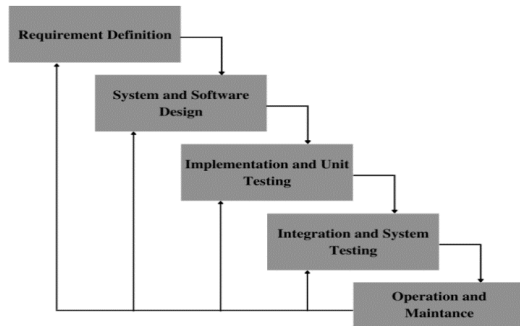 Requirement Definition
System and Software
Design
Implementation and Unit
Testing
Integration and System
Testing
Operation and
Maintance